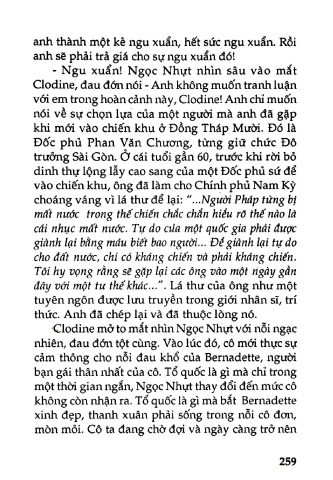 anh thành một kẻ ngu xuẩn, hết sức ngu xuẩn. Rồi
anh sẽ phải trả giá cho sự ngu xuẩn đó!
- Ngu xuẩn! Ngọc Nhựt nhìn sâu vào mắt
Clodine, đau đớn nói - Anh không muốn tranh luận
với em trong hoàn cảnh này, Clodine! Anh chỉ muốn
nói về sự chọn lựa của một người mà anh đã gặp
khi mới vào chiến khu ở Đồng Tháp Mười. Đó là
Đốc phủ Phan Văn Chương, từng giữ chức Đô
trưởng Sài Gòn. Ở cái tuổi gần 60, trước khi rời bỏ
dinh thự lộng lẫy cao sang của một Đốc phủ sứ để
vào chiến khu, ông đã làm cho Chính phủ Nam Kỳ
choáng váng vì lá thư để lại: "...Người Pháp từng bị
mất nước trong thế chiến chắc chắn hiểu rõ thế nào là
cái nhục mất nước. Tự do của một quốc gia phải được
giành lại bằng máu biết bao người... Để giành lại tự do
cho đất nước, chỉ có kháng chiến và phải kháng chiến.
Tôi hy vọng rằng sẽ gặp lại các ông vào một ngày gần
đây với một tư thế khác...". Lá thư của ông như một
tuyên ngôn được lưu truyền trong giới nhân sĩ, trí
thức. Anh đã chép lại và đã thuộc lòng nó.
Clodine mở to mắt nhìn Ngọc Nhựt với nỗi ngạc
nhiên, đau đớn tột cùng. Vào lúc đó, cô mới thực sự
cảm thông cho nỗi đau khổ của Bernadette, người
bạn gái thân nhất của cô. Tổ quốc là gì mà chỉ trong
một thời gian ngắn, Ngọc Nhựt thay đổi đến mức cô
không còn nhận ra. Tổ quốc là gì mà bắt Bernadette
xinh đẹp, thanh xuân phải sống trong nỗi cô đơn,
mòn mỏi. Cô ta đang chờ đợi và ngày càng trở nên
259